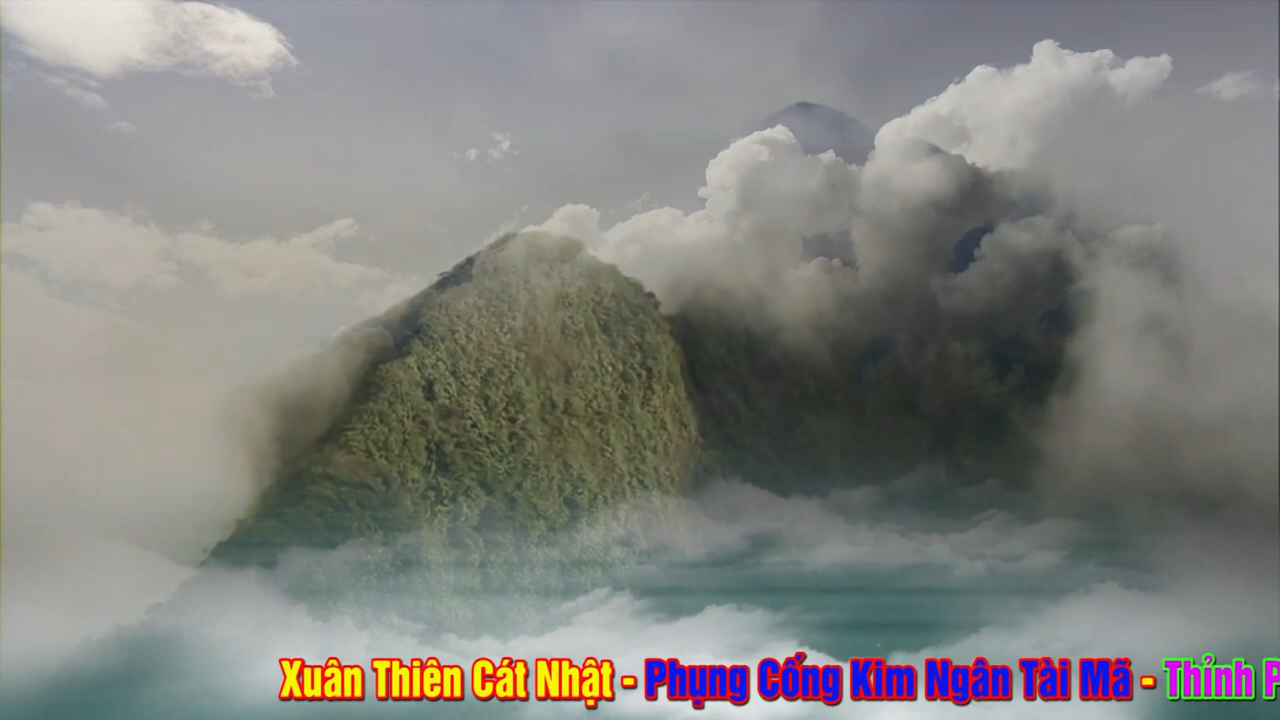 Xuân Thiên Cát Nhật - Phụng Cống Kim Ngân Tài Mã - Thỉnh